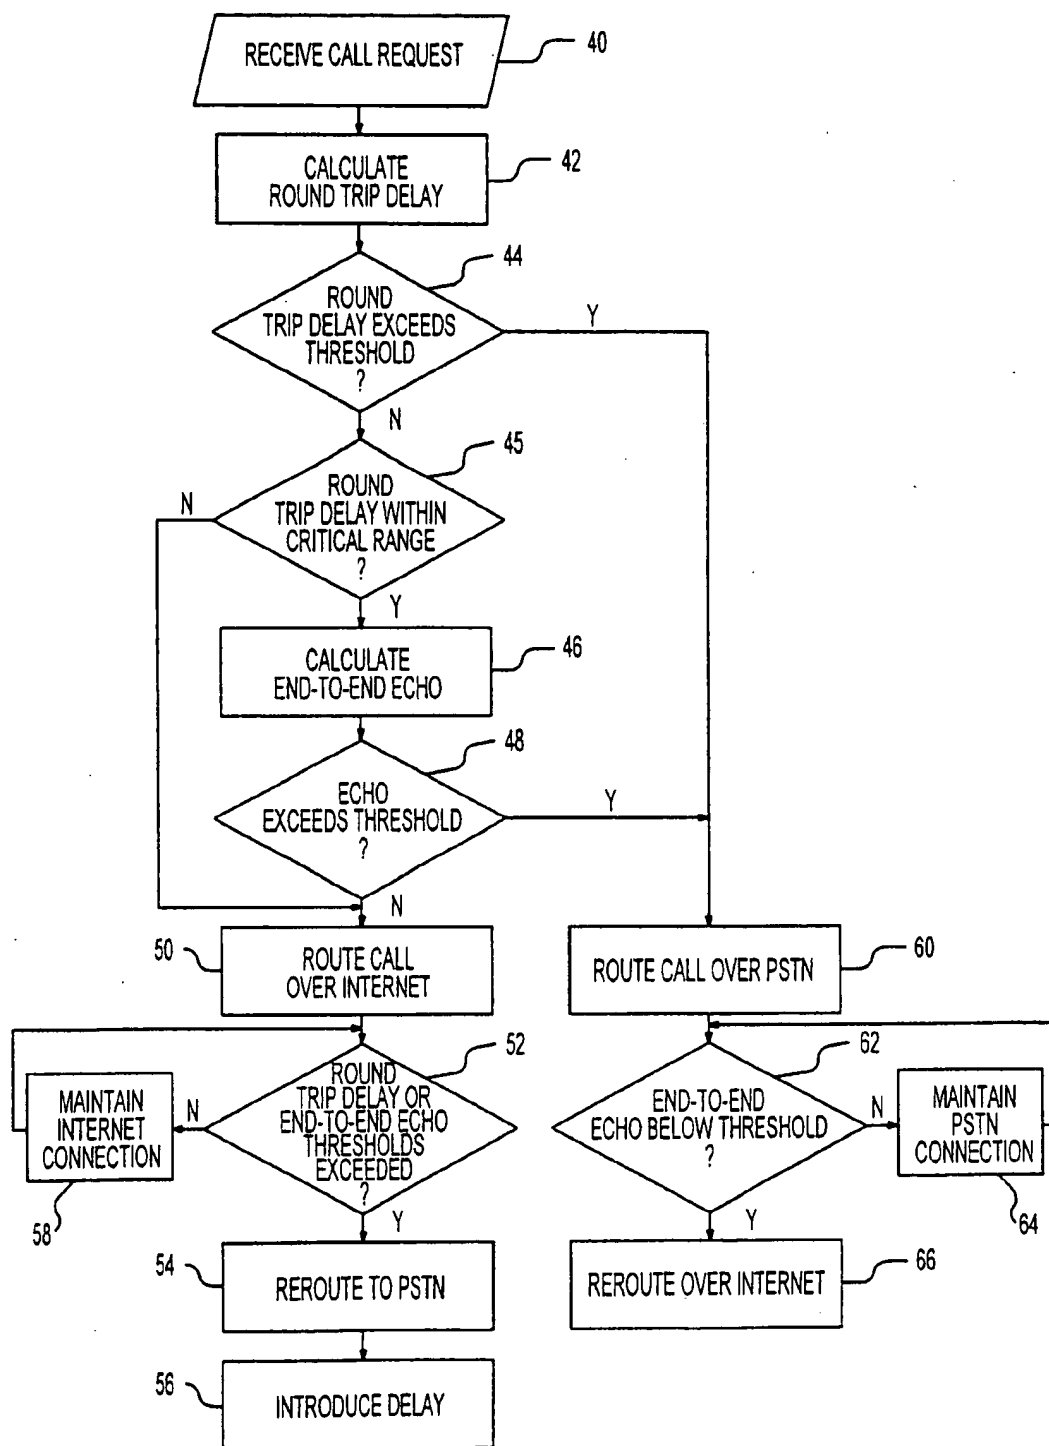 RECEIVE CALL REQUEST
40
CALCULATE
ROUND TRIP DELAY
42
44
ROUND
TRIP DELAY EXCEEDS
THRESHOLD
?
Y
N
45
ROUND
TRIP DELAY WITHIN
CRITICAL RANGE
?
N
Y
CALCULATE
END-TO-END ECHO
46
48
ECHO
EXCEEDS THRESHOLD
?
Y
N
50
ROUTE CALL
OVER INTERNET
ROUTE CALL OVER PSTN
60
52
ROUND
TRIP DELAY OR
END-TO-END ECHO
THRESHOLDS
EXCEEDED
?
N
MAINTAIN
INTERNET
CONNECTION
58
Y
62
END-TO-END
ECHO BELOW THRESHOLD
?
N
MAINTAIN
PSTN
CONNECTION
64
Y
54
REROUTE TO PSTN
REROUTE OVER INTERNET
66
56
INTRODUCE DELAY